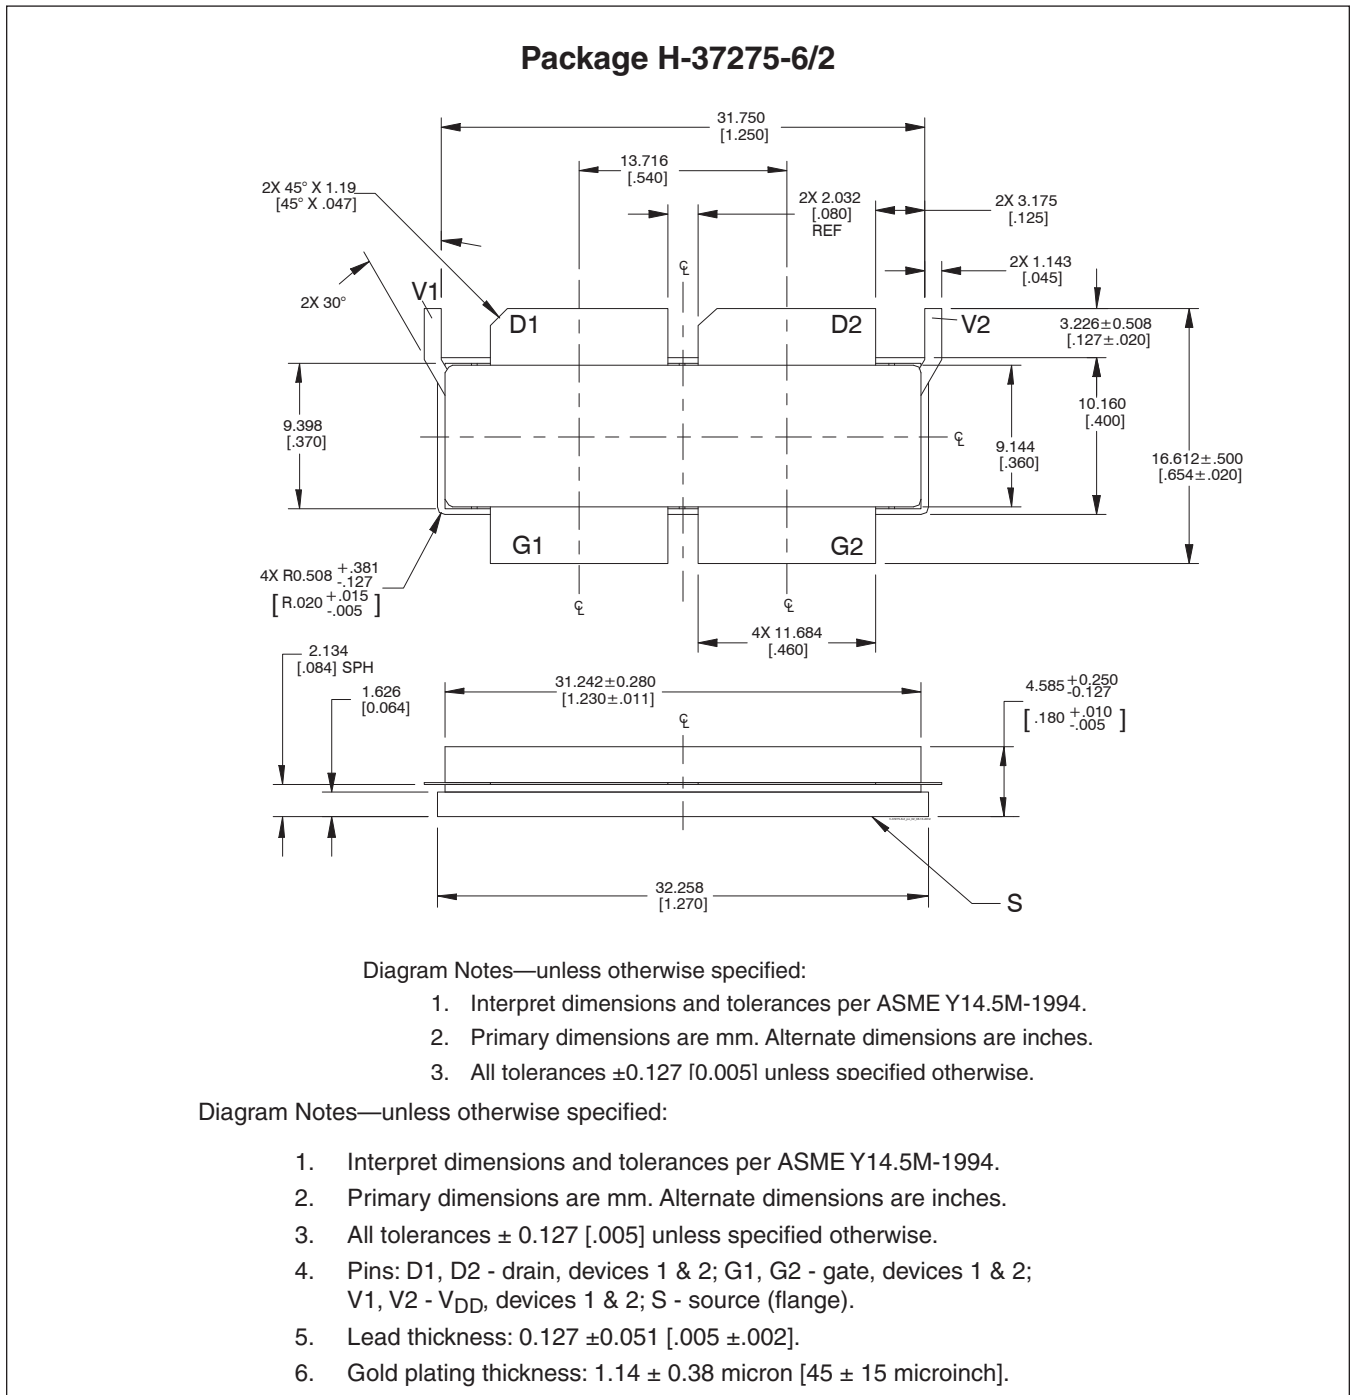 Package H-37275-6/2
31.750
[1.250]
13.716
[.540]
2X 45° X 1.19
[45° X .047]
2X 2.032
[.080]
REF
2X 3.175
[.125]
2X 1.143
[.045]
2X 30°
V1
D1
D2
V2
3.226±0.508
[.127±.020]
9.398
[.370]
10.160
[.400]
9.144
[.360]
16.612±.500
[.654±.020]
G1
G2
4X R0.508 +.381
-.127
[ R.020 +.015
-.005 ]
4X 11.684
[.460]
2.134
[.084] SPH
1.626
[0.064]
31.242±0.280
[1.230±.011]
4.585 +0.250
-0.127
[ .180 +.010
-.005 ]
32.258
[1.270]
S
Diagram Notes—unless otherwise specified:
1. Interpret dimensions and tolerances per ASME Y14.5M-1994.
2. Primary dimensions are mm. Alternate dimensions are inches.
3. All tolerances ±0.127 [0.005] unless specified otherwise.
Diagram Notes—unless otherwise specified:
1. Interpret dimensions and tolerances per ASME Y14.5M-1994.
2. Primary dimensions are mm. Alternate dimensions are inches.
3. All tolerances ± 0.127 [.005] unless specified otherwise.
4. Pins: D1, D2 - drain, devices 1 & 2; G1, G2 - gate, devices 1 & 2;
V1, V2 - VDD, devices 1 & 2; S - source (flange).
5. Lead thickness: 0.127 ±0.051 [.005 ±.002].
6. Gold plating thickness: 1.14 ± 0.38 micron [45 ± 15 microinch].